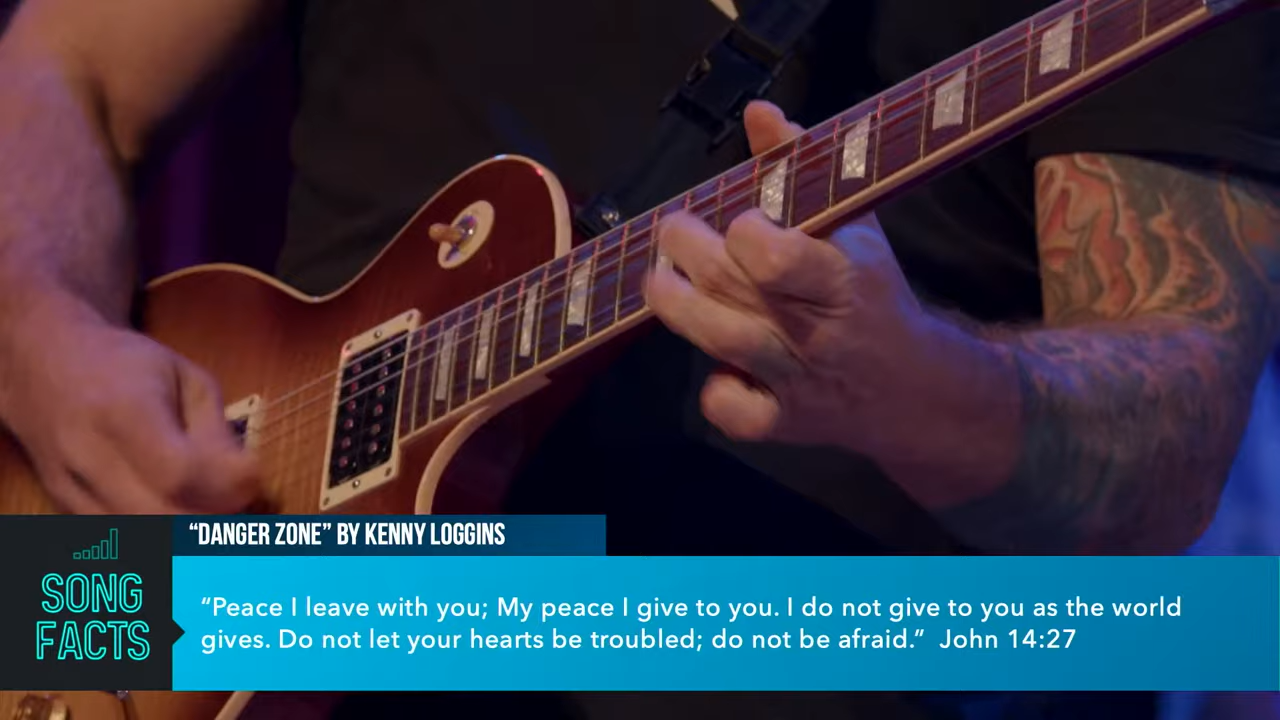 “DANGER ZONE” BY KENNY LOGGINS
SONG
FACTS
“Peace I leave with you; My peace I give to you. I do not give to you as the world
gives. Do not let your hearts be troubled; do not be afraid.” John 14:27